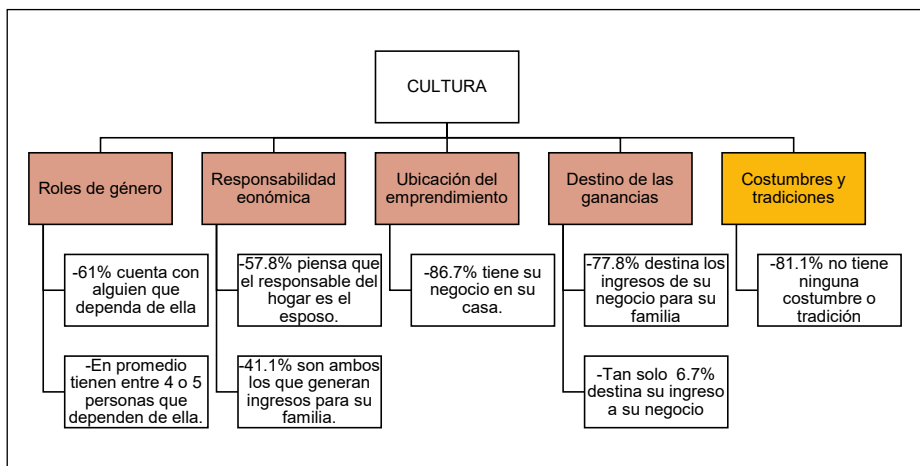 CULTURA
Roles de género
Responsabilidad
eonómica
Ubicación del
emprendimiento
Destino de las
ganancias
Costumbres y
tradiciones
-61% cuenta con
alguien que
dependa de ella
-57.8% piensa que
el responsable del
hogar es el
esposo.
-86.7% tiene su
negocio en su
casa.
-77.8% destina los
ingresos de su
negocio para su
familia
-81.1% no tiene
ninguna
costumbre o
tradición
-En promedio
tienen entre 4 o 5
personas que
dependen de ella.
-41.1% son ambos
los que generan
ingresos para su
familia.
-Tan solo 6.7%
destina su ingreso
a su negocio